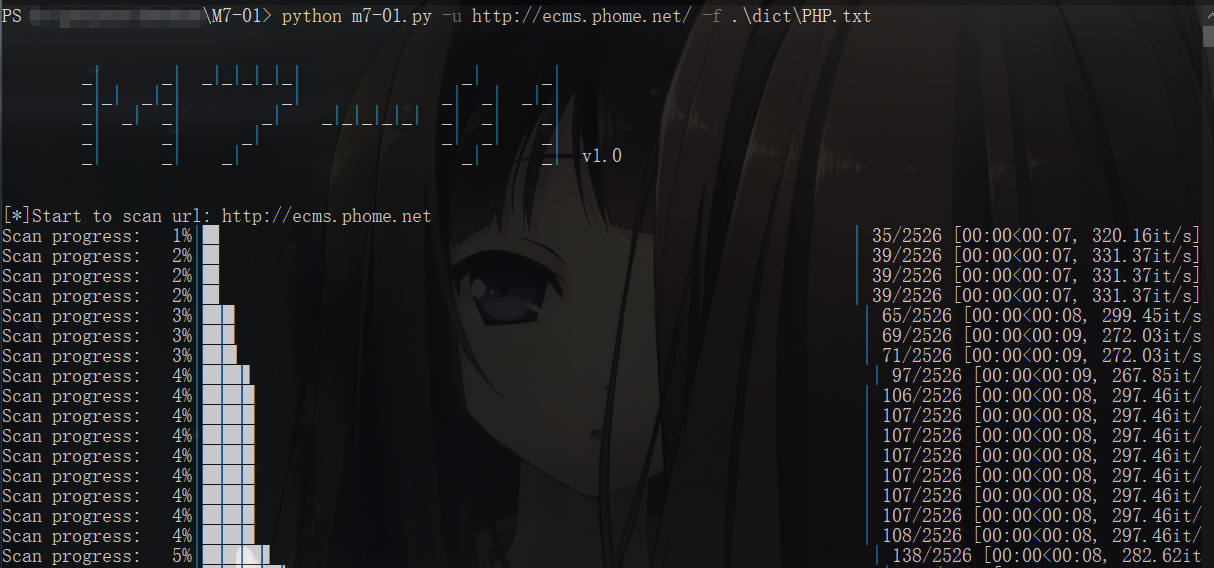 PS \M7-01> python m7-01.py -u http://ecms.phome.net/ -f .\dict\PHP.txt
M7-01
v1.0
[*]Start to scan url: http://ecms.phome.net
Scan progress: 1%| | 35/2526 [00:00<00:07, 320.16it/s]
Scan progress: 2%| | 39/2526 [00:00<00:07, 331.37it/s]
Scan progress: 2%| | 39/2526 [00:00<00:07, 331.37it/s]
Scan progress: 2%| | 39/2526 [00:00<00:07, 331.37it/s]
Scan progress: 3%| | 65/2526 [00:00<00:08, 299.45it/s
Scan progress: 3%| | 69/2526 [00:00<00:09, 272.03it/s
Scan progress: 3%| | 71/2526 [00:00<00:09, 272.03it/s
Scan progress: 4%| | 97/2526 [00:00<00:09, 267.85it/
Scan progress: 4%| | 106/2526 [00:00<00:08, 297.46it/
Scan progress: 4%| | 107/2526 [00:00<00:08, 297.46it/
Scan progress: 4%| | 107/2526 [00:00<00:08, 297.46it/
Scan progress: 4%| | 107/2526 [00:00<00:08, 297.46it/
Scan progress: 4%| | 107/2526 [00:00<00:08, 297.46it/
Scan progress: 4%| | 107/2526 [00:00<00:08, 297.46it/
Scan progress: 4%| | 107/2526 [00:00<00:08, 297.46it/
Scan progress: 4%| | 108/2526 [00:00<00:08, 297.46it/
Scan progress: 5%| | 138/2526 [00:00<00:08, 282.62it